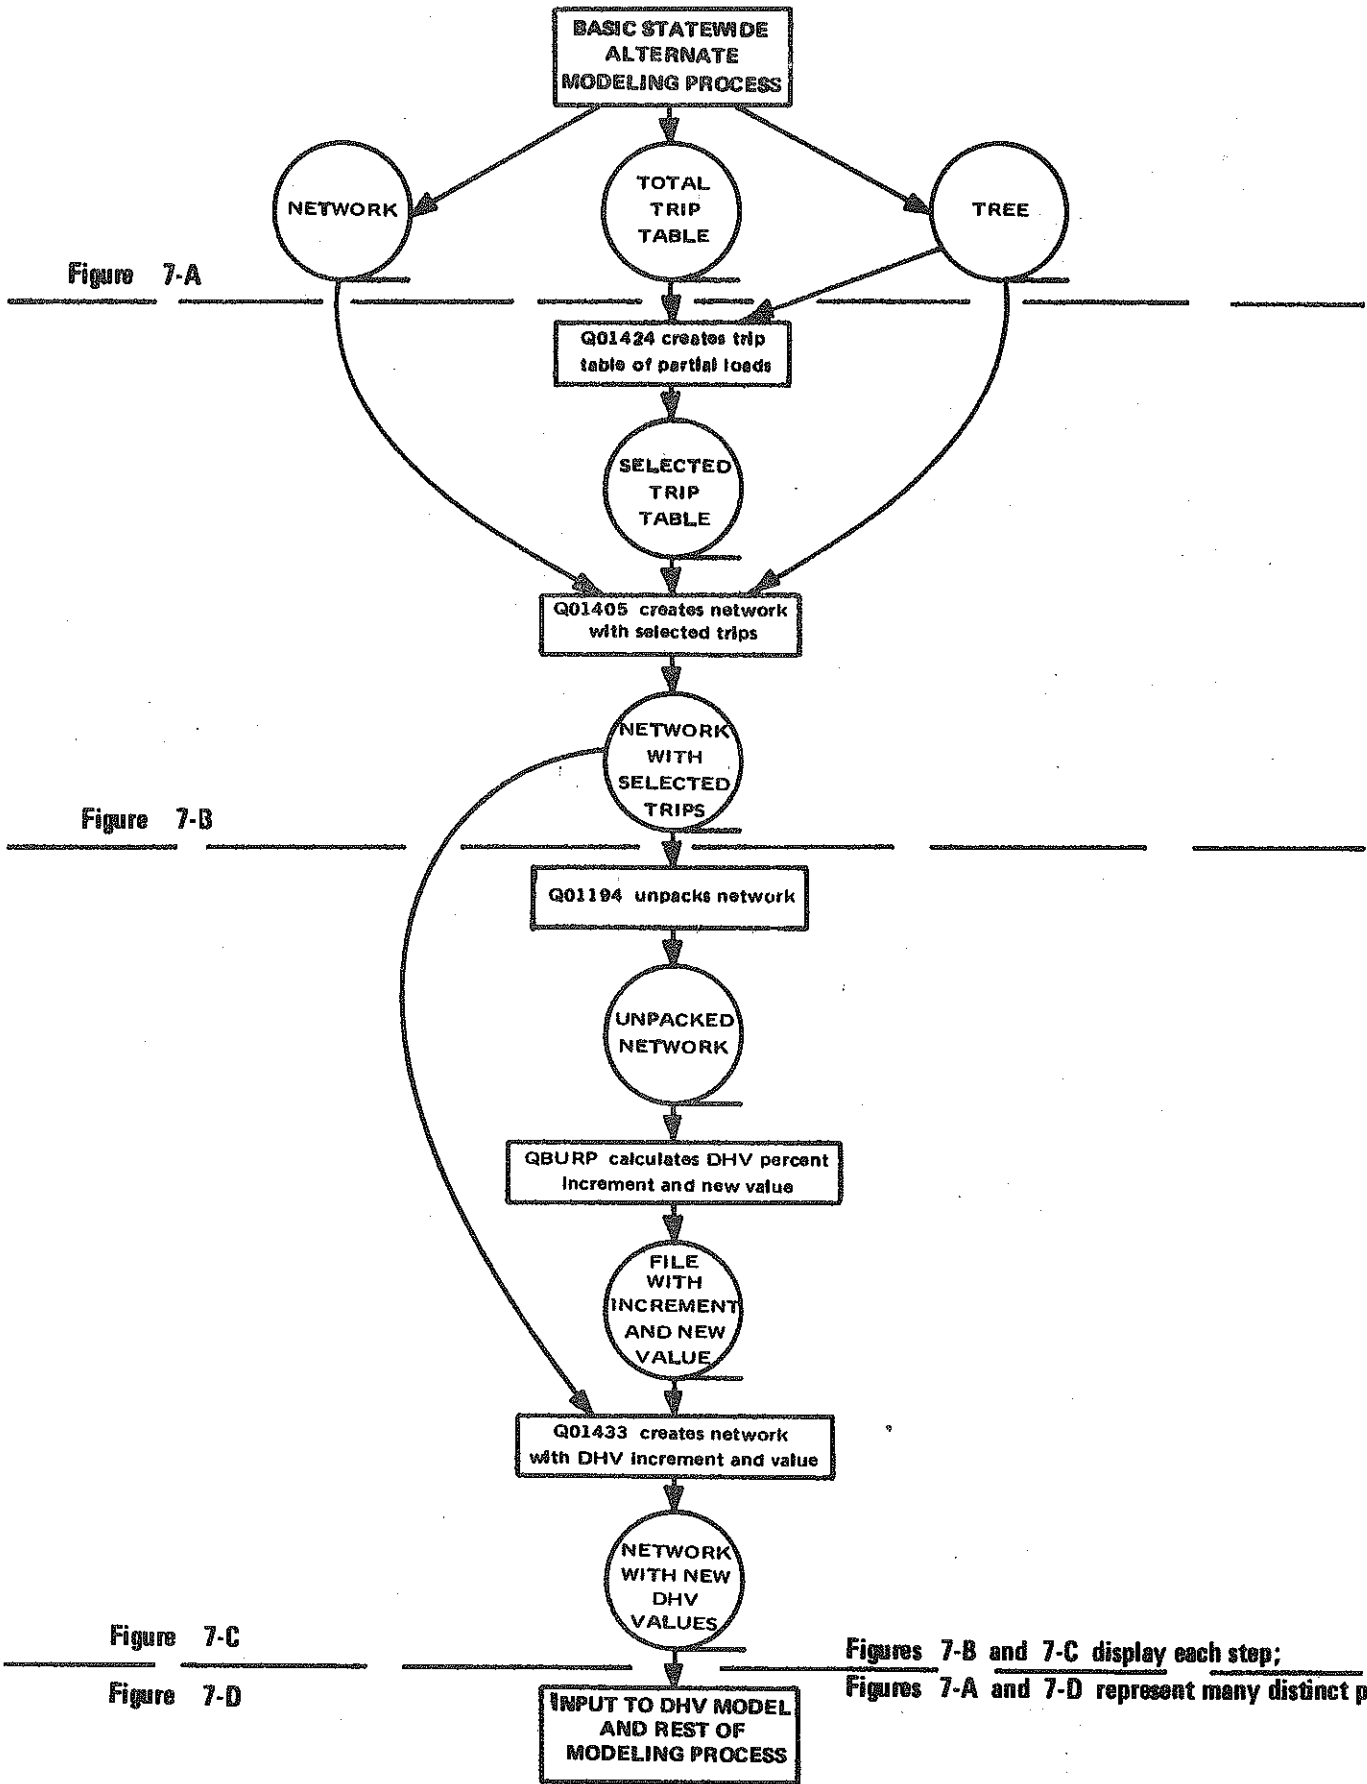 BASIC STATEWIDE
ALTERNATE
MODELING PROCESS
NETWORK
TOTAL
TRIP
TABLE
TREE
Figure 7-A
Q01424 creates trip
table of partial loads
SELECTED
TRIP
TABLE
Q01405 creates network
with selected trips
NETWORK
WITH
SELECTED
TRIPS
Figure 7-B
Q01194 unpacks network
UNPACKED
NETWORK
QBURP calculates DHV percent
increment and new value
FILE
WITH
INCREMENT
AND NEW
VALUE
Q01433 creates network
with DHV increment and value
NETWORK
WITH NEW
DHV
VALUES
Figure 7-C
Figure 7-D
Figures 7-B and 7-C display each step;
Figures 7-A and 7-D represent many distinct p
INPUT TO DHV MODEL
AND REST OF
MODELING PROCESS